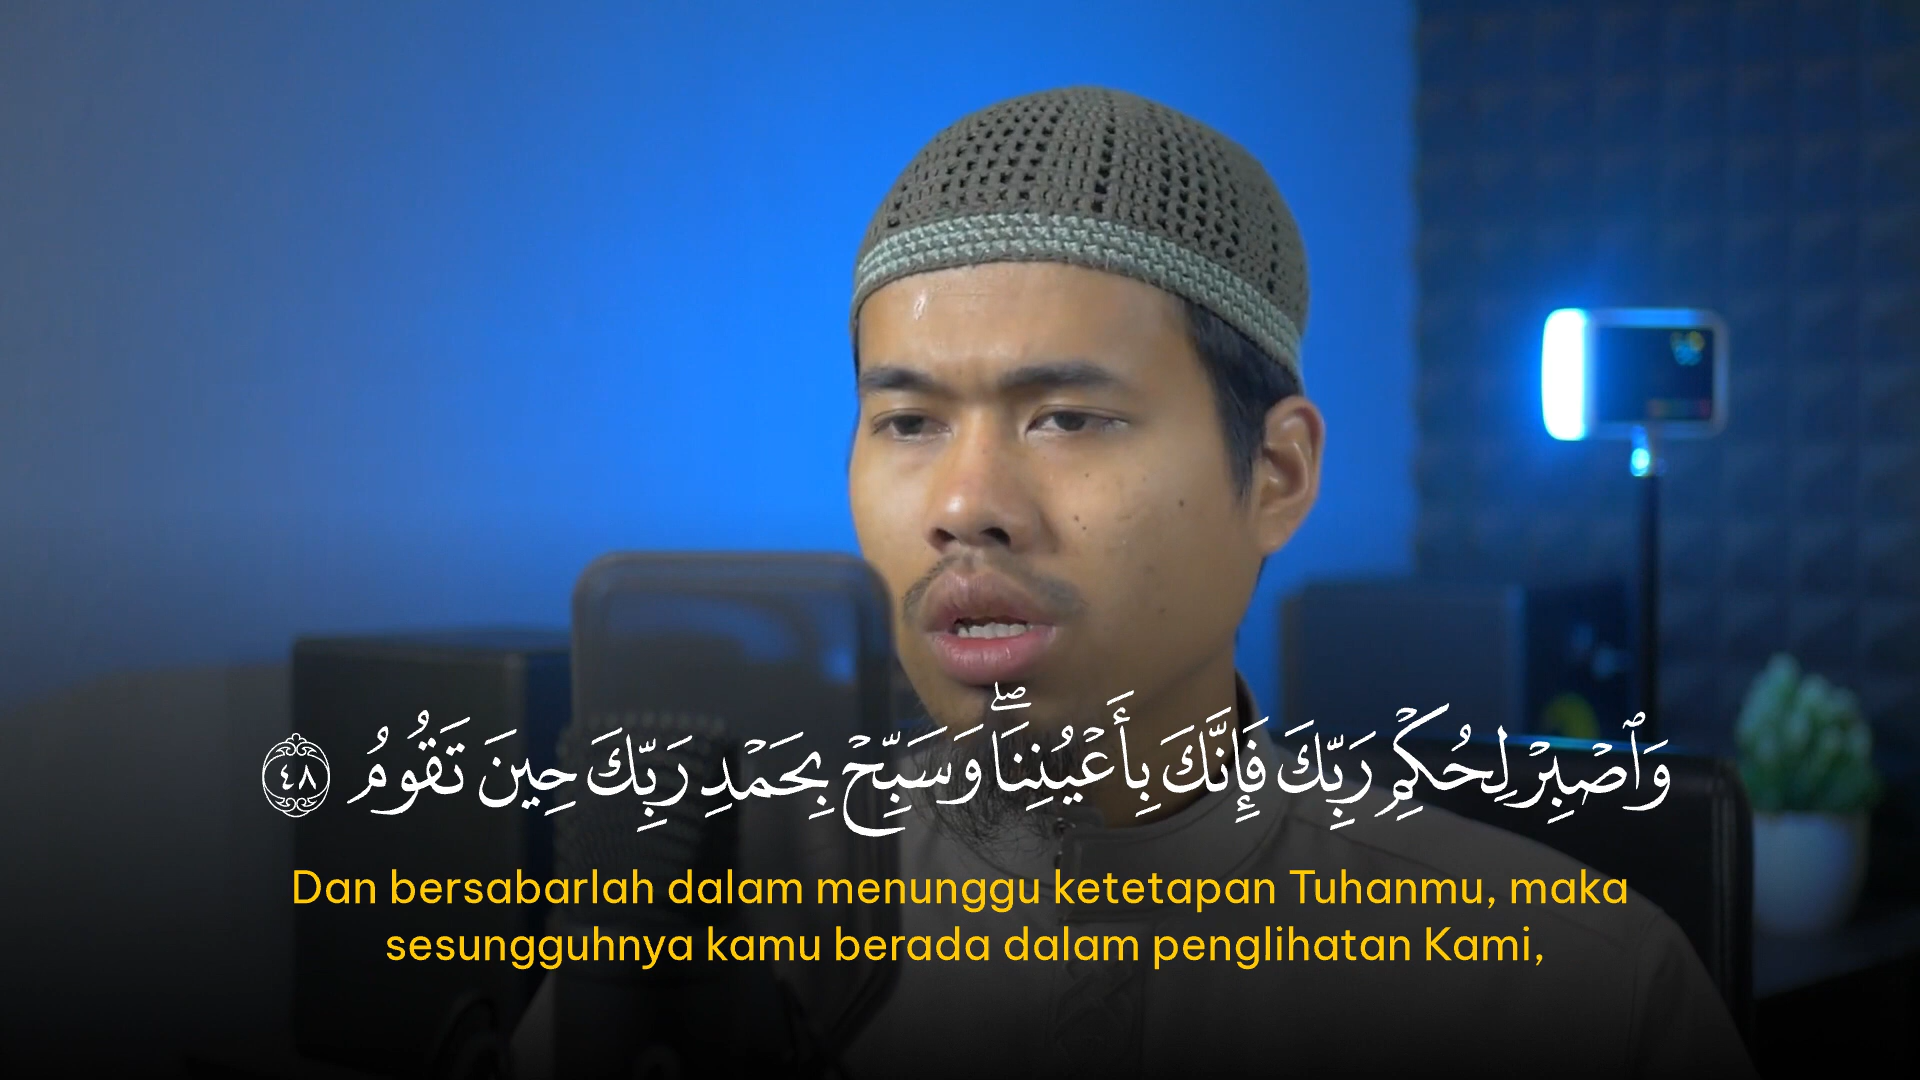 وَٱصۡبِرۡ لِحُكۡمِ رَبِّكَ فَإِنَّكَ بِأَعۡيُنِنَاۖ وَسَبِّحۡ بِحَمۡدِ رَبِّكَ حِينَ تَقُومُ ٤٨
Dan bersabarlah dalam menunggu ketetapan Tuhanmu, maka
sesungguhnya kamu berada dalam penglihatan Kami,